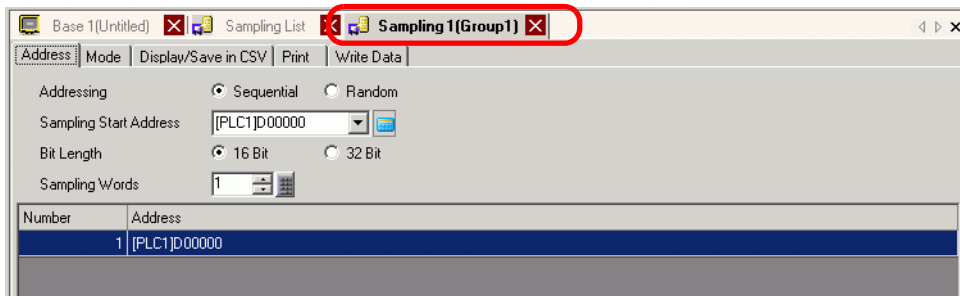 Base 1(Untitled) Sampling List Sampling 1(Group1)
Address Mode Display/Save in CSV Print Write Data
Addressing Sequential Random
Sampling Start Address [PLC1]D00000
Bit Length 16 Bit 32 Bit
Sampling Words 1
Number Address
1 [PLC1]D00000